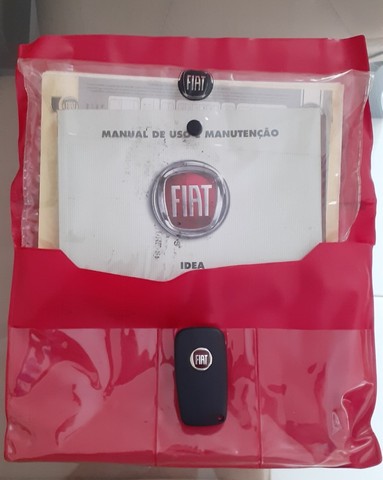 FIAT
MANUAL DE USO E MANUTENÇÃO
FIAT
IDEA
FIAT